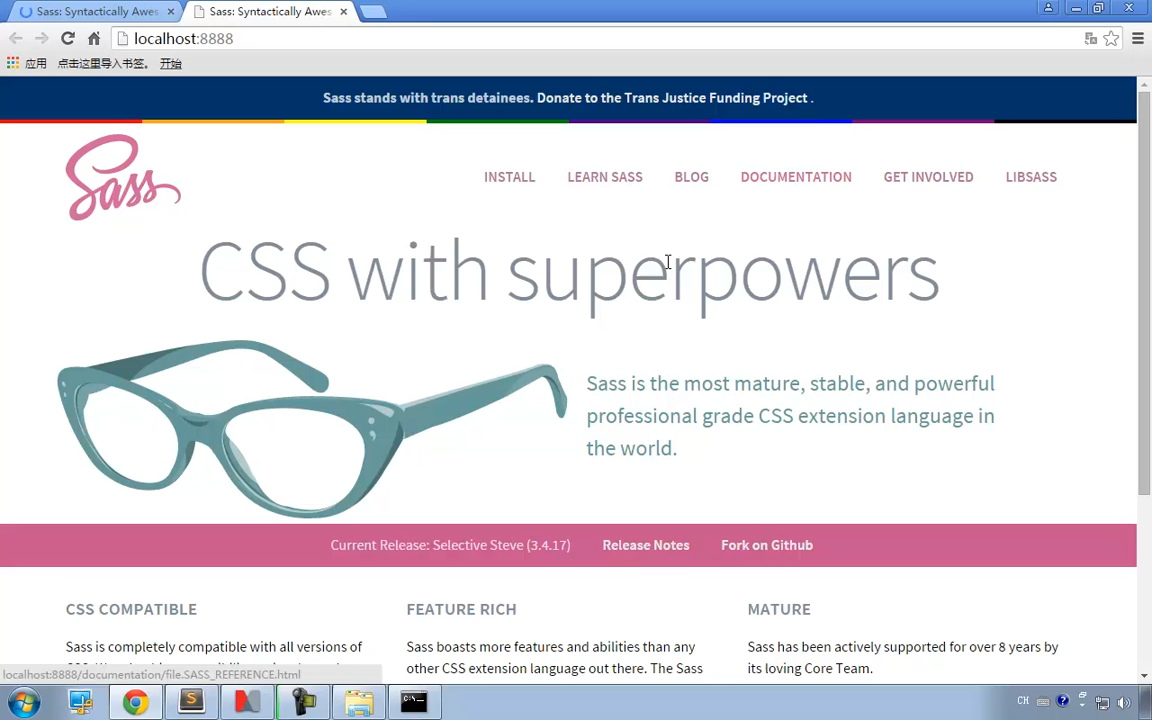 Sass: Syntactically Awes
Sass: Syntactically Awes
localhost:8888
应用 点击这里导入书签。 开始
Sass stands with trans detainees. Donate to the Trans Justice Funding Project .
Sass
INSTALL LEARN SASS BLOG DOCUMENTATION GET INVOLVED LIBSASS
CSS with superpowers
Sass is the most mature, stable, and powerful
professional grade CSS extension language in
the world.
Current Release: Selective Steve (3.4.17) Release Notes Fork on Github
CSS COMPATIBLE
Sass is completely compatible with all versions of
FEATURE RICH
Sass boasts more features and abilities than any
other CSS extension language out there. The Sass
MATURE
Sass has been actively supported for over 8 years by
its loving Core Team.
localhost:8888/documentation/file.SASS_REFERENCE.html
CH